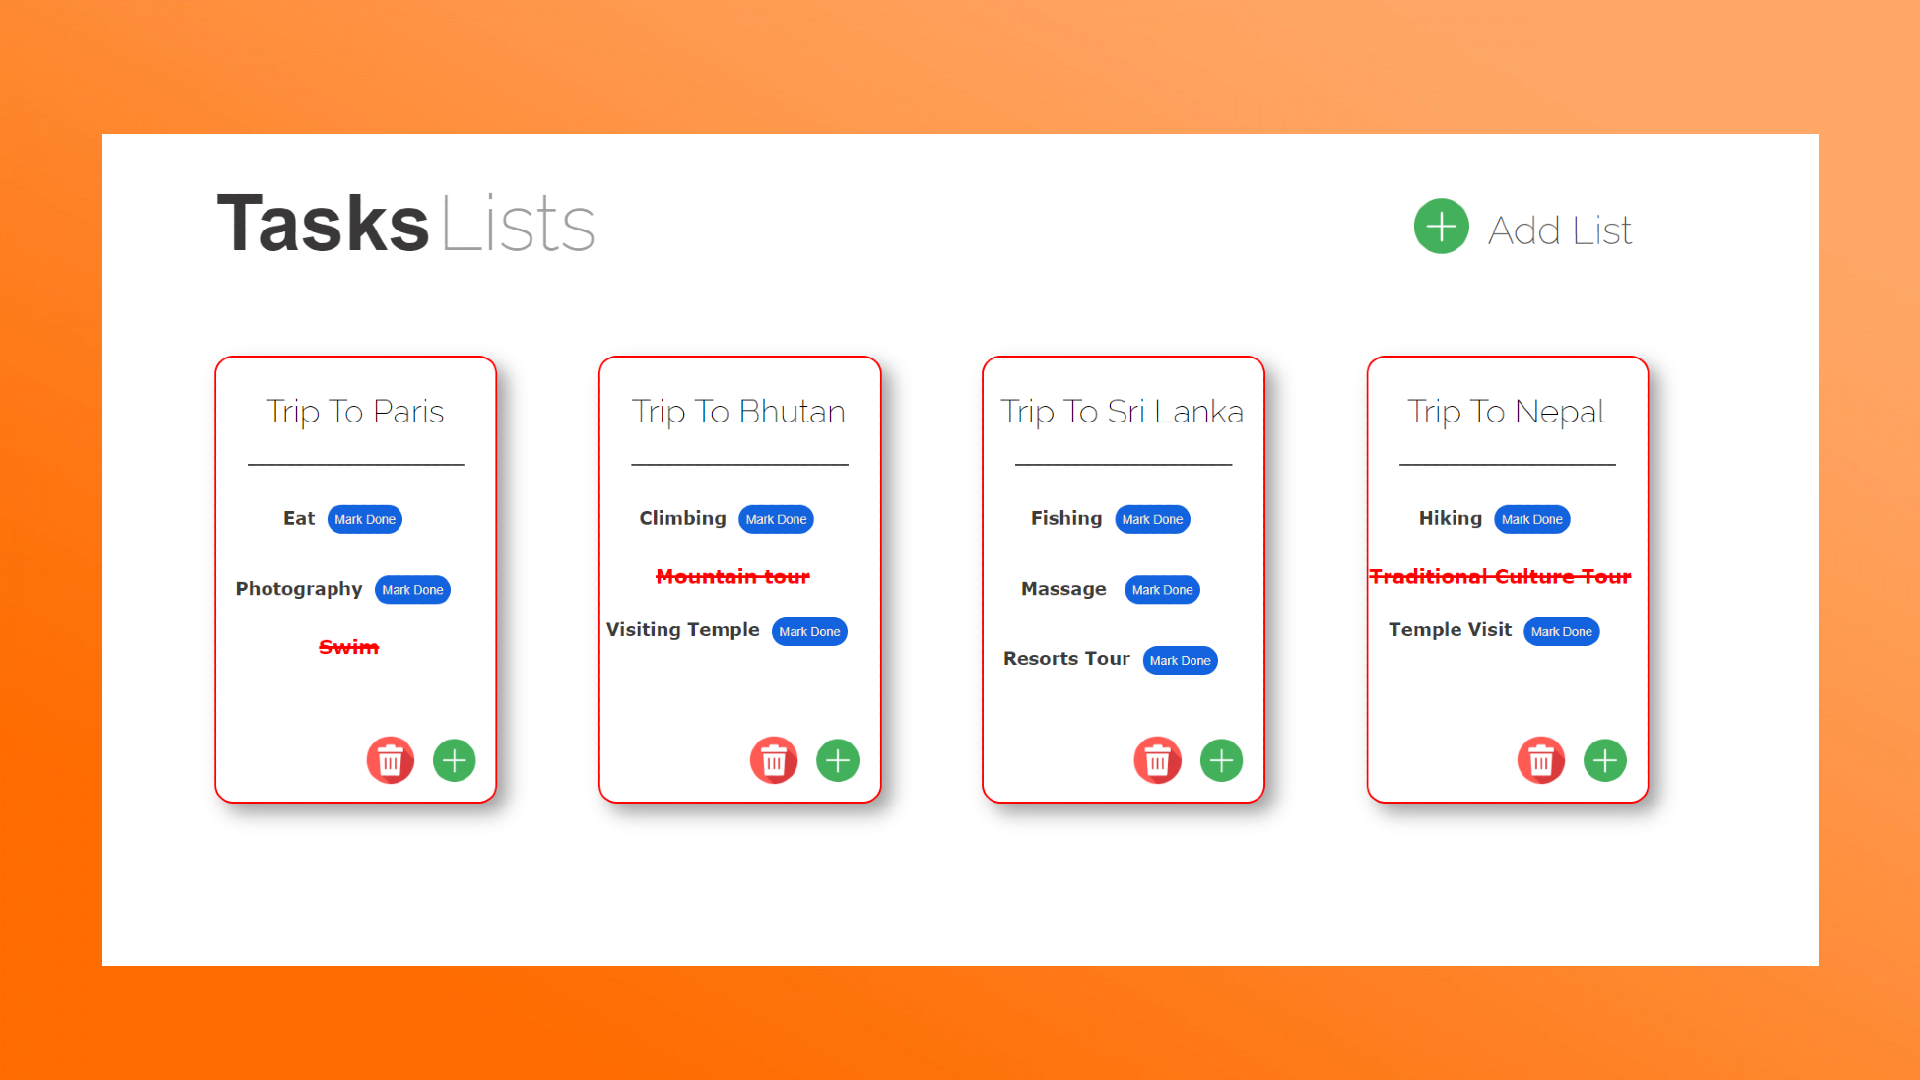 Tasks Lists
Add List
Trip To Paris
Eat Mark Done
Photography Mark Done
Swim
Trip To Bhutan
Climbing Mark Done
Mountain tour
Visiting Temple Mark Done
Trip To Sri Lanka
Fishing Mark Done
Massage Mark Done
Resorts Tour Mark Done
Trip To Nepal
Hiking Mark Done
Traditional Culture Tour
Temple Visit Mark Done